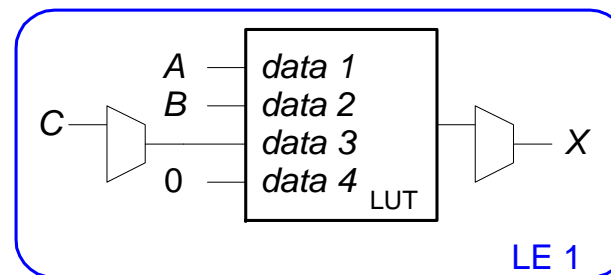 A data 1
B data 2
C data 3 X
0 data 4
LUT
LE 1